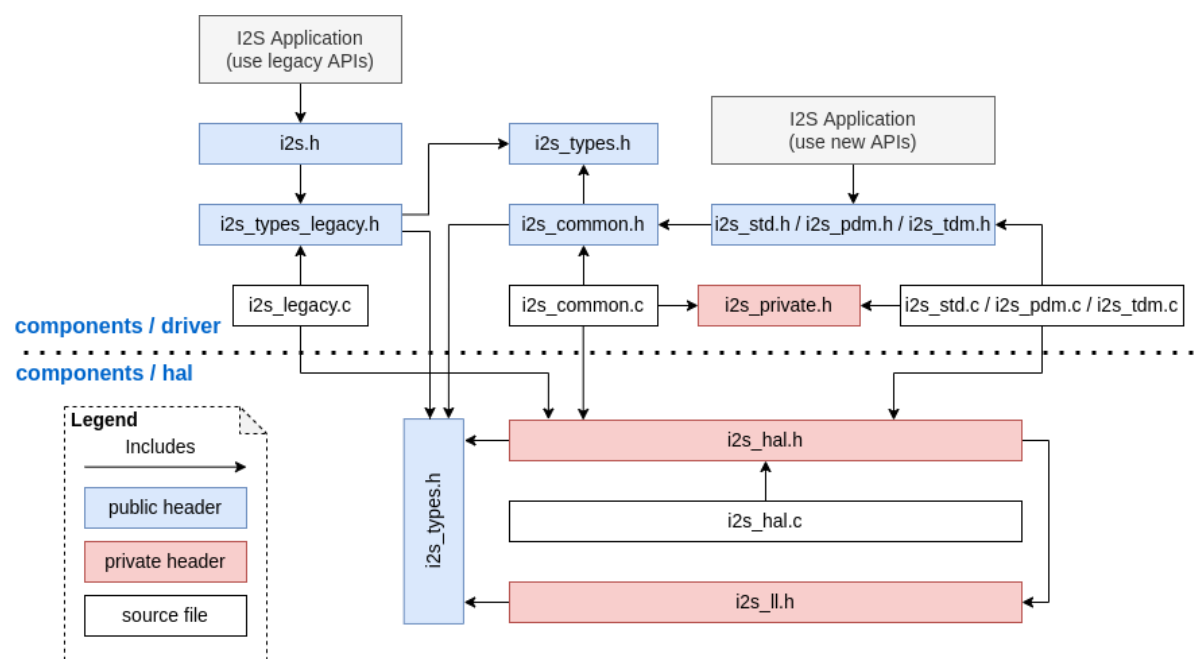 I2S Application
(use legacy APIs)
i2s.h
i2s_types.h
I2S Application
(use new APIs)
i2s_types_legacy.h
i2s_common.h
i2s_std.h / i2s_pdm.h / i2s_tdm.h
i2s_legacy.c
i2s_common.c
i2s_private.h
i2s_std.c / i2s_pdm.c / i2s_tdm.c
components / driver
components / hal
Legend
Includes
public header
private header
source file
i2s_types.h
i2s_hal.h
i2s_hal.c
i2s_ll.h